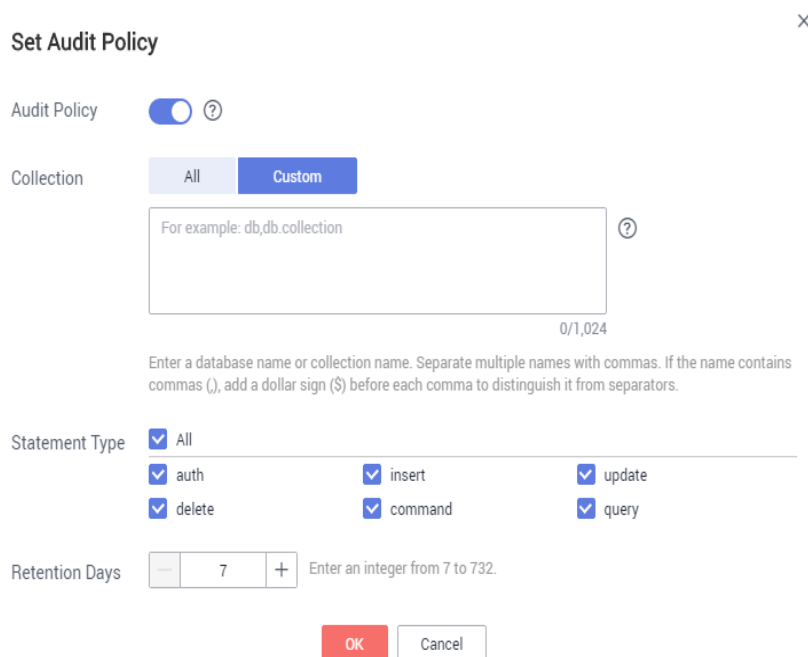 Set Audit Policy
Audit Policy
Collection All Custom
For example: db,db.collection
0/1,024
Enter a database name or collection name. Separate multiple names with commas. If the name contains
commas (,), add a dollar sign ($) before each comma to distinguish it from separators.
Statement Type All
auth insert update
delete command query
Retention Days 7 Enter an integer from 7 to 732.
OK Cancel